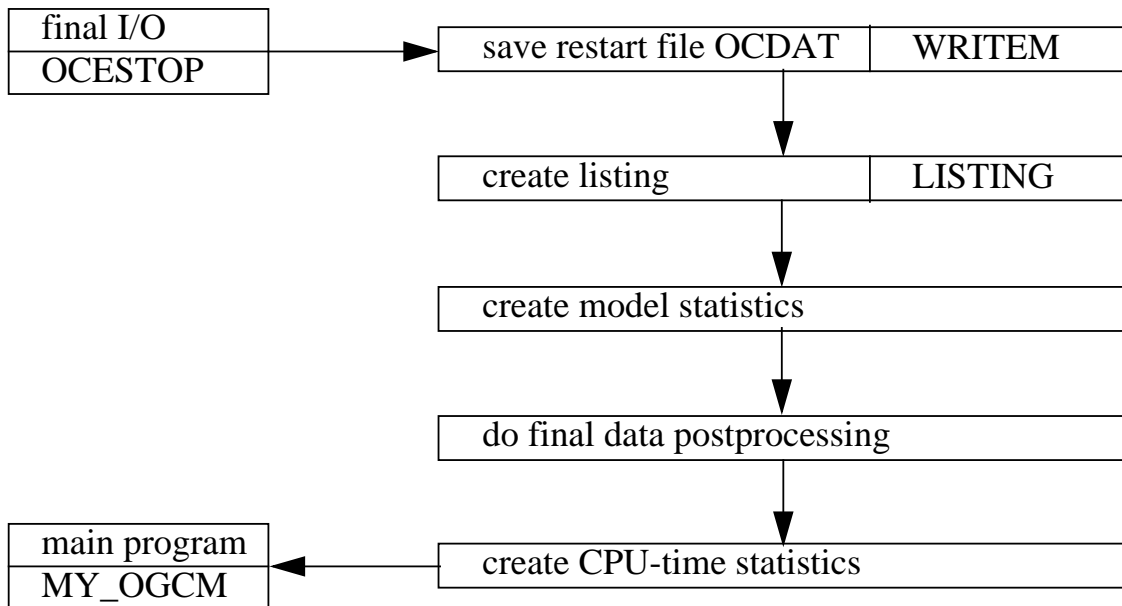 final I/O
OCESTOP
save restart file OCDAT WRITEM
create listing LISTING
create model statistics
do final data postprocessing
create CPU-time statistics
main program
MY_OGCM